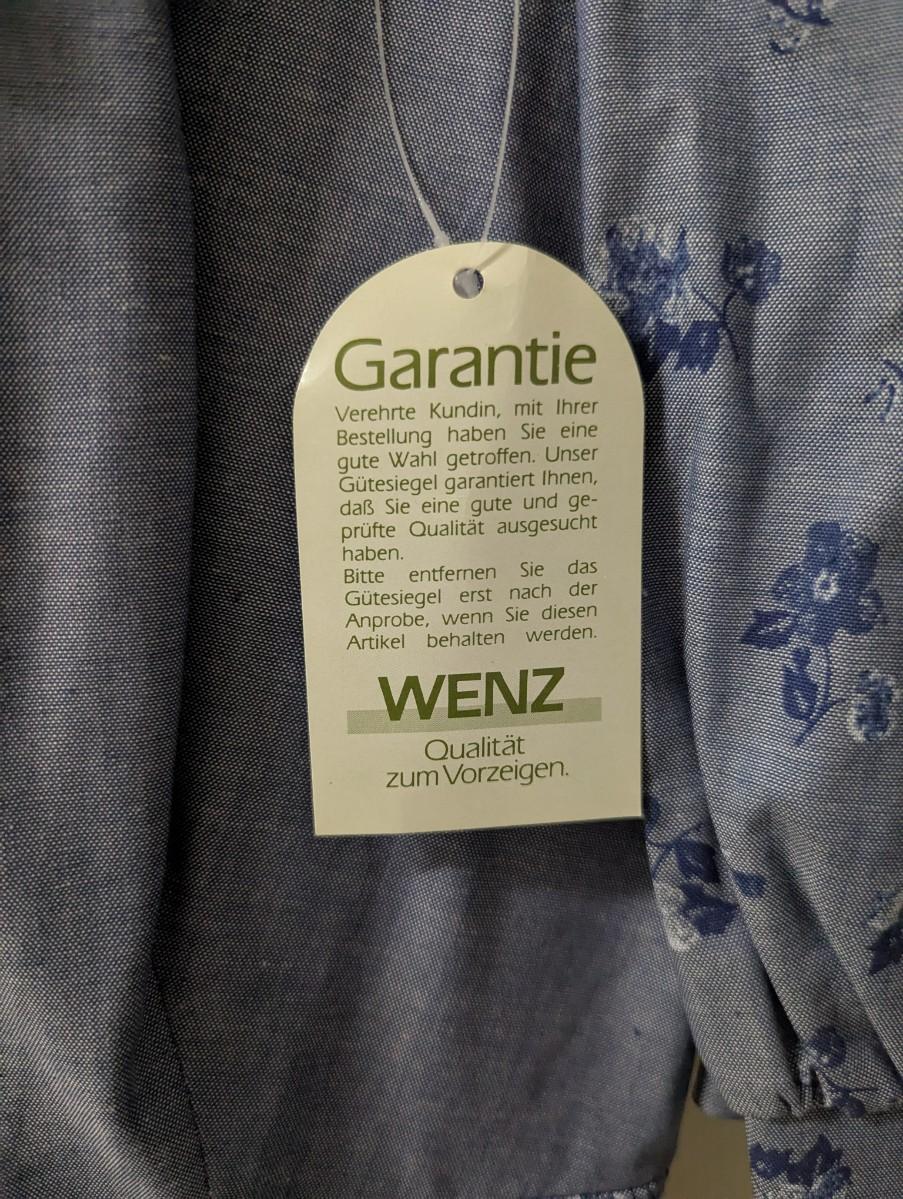 Garantie
Verehrte Kundin, mit Ihrer
Bestellung haben Sie eine
gute Wahl getroffen. Unser
Gütesiegel garantiert Ihnen,
daß Sie eine gute und ge-
prüfte Qualität ausgesucht
haben.
Bitte entfernen Sie das
Gütesiegel erst nach der
Anprobe, wenn Sie diesen
Artikel behalten werden.
WENZ
Qualität
zum Vorzeigen.